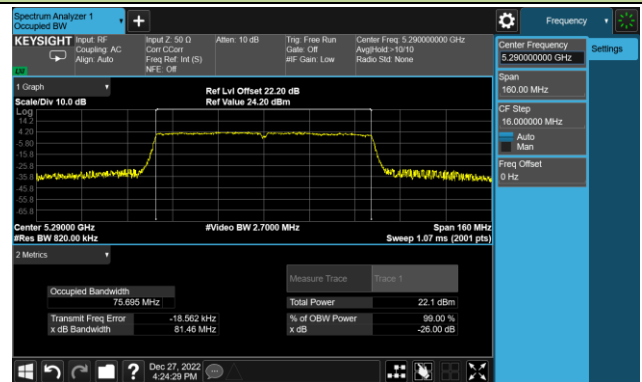 Spectrum Analyzer 1
Occupied BW
+
Frequency
KEYSIGHT
Input: RF
Coupling: AC
Align: Auto
Input Z: 50 Ω
Corr CCorr
Freq Ref: Int (S)
NFE: Off
Atten: 10 dB
Trig: Free Run
Gate: Off
#IF Gain: Low
Center Freq: 5.290000000 GHz
Avg|Hold:>10/10
Radio Std: None
Center Frequency
5.290000000 GHz
Settings
Span
160.00 MHz
CF Step
16.000000 MHz
Auto
Man
Freq Offset
0 Hz
1 Graph
Scale/Div 10.0 dB
Ref Lvl Offset 22.20 dB
Ref Value 24.20 dBm
Log
14.2
4.20
-5.80
-15.8
-25.8
-35.8
-45.8
-55.8
-65.8
Center 5.29000 GHz
#Res BW 820.00 kHz
#Video BW 2.7000 MHz
Span 160 MHz
Sweep 1.07 ms (2001 pts)
2 Metrics
Measure Trace
Trace 1
Occupied Bandwidth
75.695 MHz
Total Power
22.1 dBm
Transmit Freq Error
-18.562 kHz
% of OBW Power
99.00 %
x dB Bandwidth
81.46 MHz
x dB
-26.00 dB
?
Dec 27, 2022
4:24:29 PM